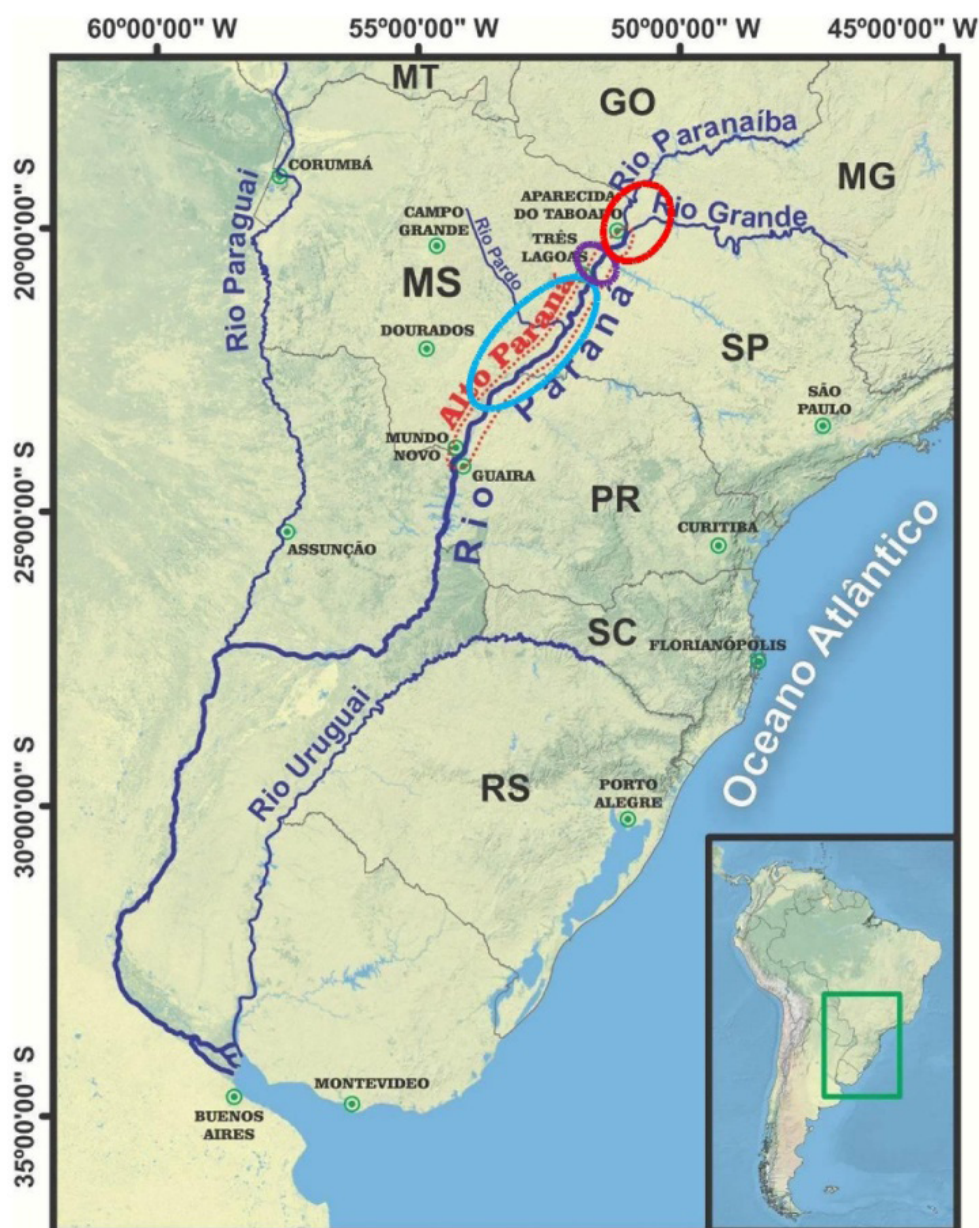 60º00'00" W
55º00'00" W
50º00'00" W
45º00'00" W
20º00'00" S
25º00'00" S
30º00'00" S
35º00'00" S
MT
GO
MG
Rio Paranaíba
CORUMBÁ
APARECIDA
DO TABOADO
Rio Grande
CAMPO
GRANDE
TRÊS
LAGOAS
Rio Pardo
Rio Paraguai
MS
Alto Paraná
Rio Paraná
DOURADOS
SP
SÃO
PAULO
MUNDO
NOVO
GUAIRA
PR
CURITIBA
ASSUNÇÃO
SC
FLORIANÓPOLIS
Oceano Atlântico
Rio Uruguai
RS
PORTO
ALEGRE
MONTEVIDEO
BUENOS
AIRES